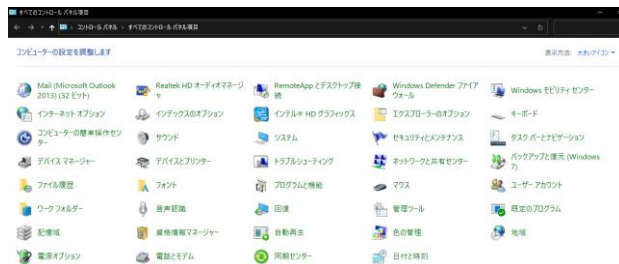 すべてのコントロール パネル項目
コントロール パネル › すべてのコントロール パネル項目
コンピューターの設定を調整します
表示方法: 大きいアイコン
Mail (Microsoft Outlook 2013) (32 ビット)
Realtek HD オーディオマネージャ
RemoteApp とデスクトップ接続
Windows Defender ファイアウォール
Windows モビリティ センター
インターネット オプション
インデックスのオプション
インテル® HD グラフィックス
エクスプローラーのオプション
キーボード
コンピューターの簡単操作センター
サウンド
システム
セキュリティとメンテナンス
タスク バーとナビゲーション
デバイス マネージャー
デバイスとプリンター
トラブルシューティング
ネットワークと共有センター
バックアップと復元 (Windows 7)
ファイル履歴
フォント
プログラムと機能
マウス
ユーザー アカウント
ワーク フォルダー
音声認識
回復
管理ツール
既定のプログラム
記憶域
資格情報マネージャー
自動再生
色の管理
地域
電源オプション
電話とモデム
同期センター
日付と時刻